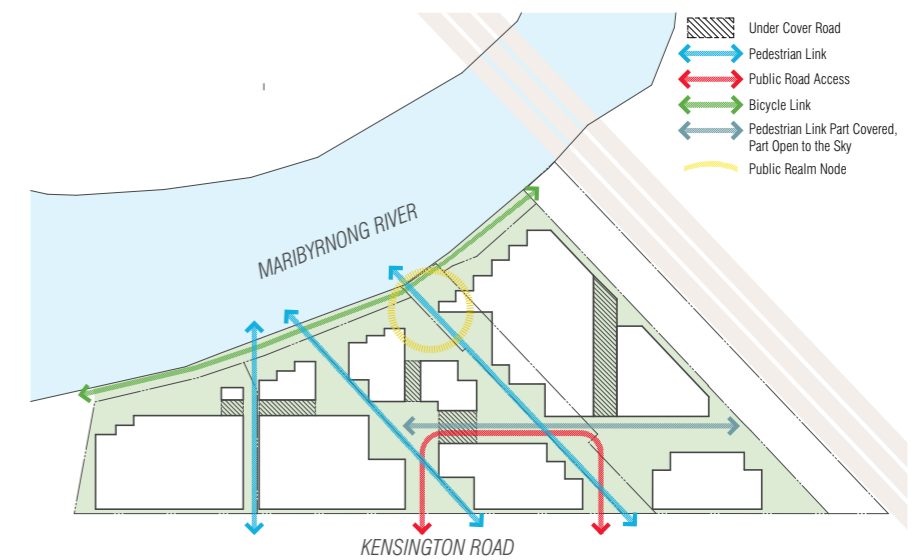 Under Cover Road
Pedestrian Link
Public Road Access
Bicycle Link
Pedestrian Link Part Covered,
Part Open to the Sky
Public Realm Node
MARIBYRNONG RIVER
KENSINGTON ROAD